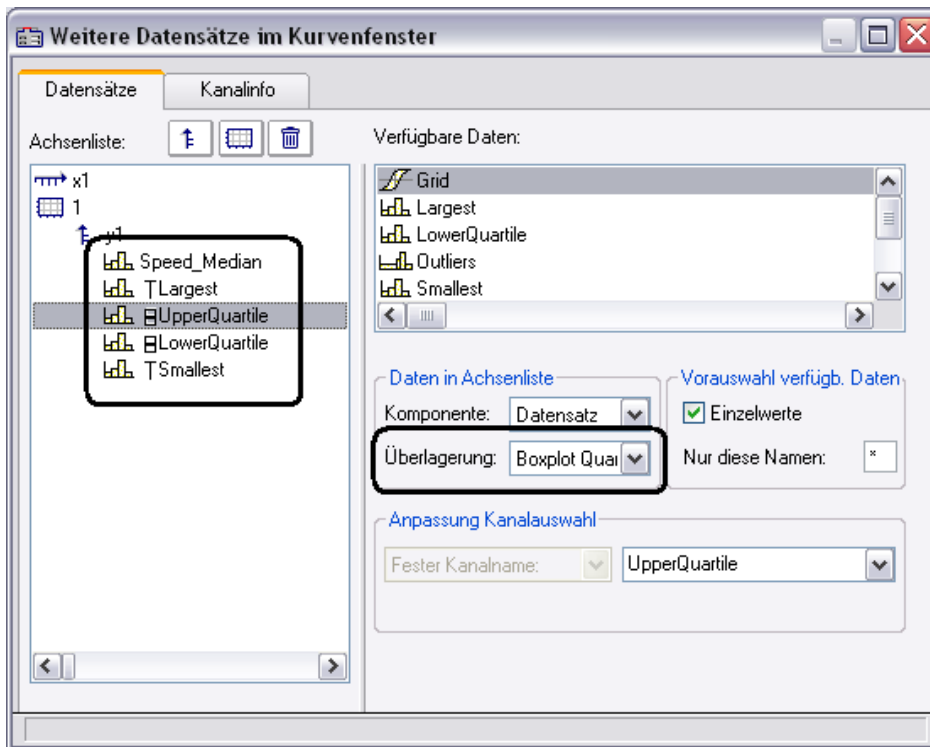 Weitere Datensätze im Kurvenfenster
Datensätze
Kanalinfo
Achsenliste:
x1
1
y1
Speed_Median
Largest
UpperQuartile
LowerQuartile
Smallest
Verfügbare Daten:
Grid
Largest
LowerQuartile
Outliers
Smallest
Daten in Achsenliste
Komponente: Datensatz
Überlagerung: Boxplot Quar
Vorauswahl verfügb. Daten
Einzelwerte
Nur diese Namen: *
Anpassung Kanalauswahl
Fester Kanalname: UpperQuartile